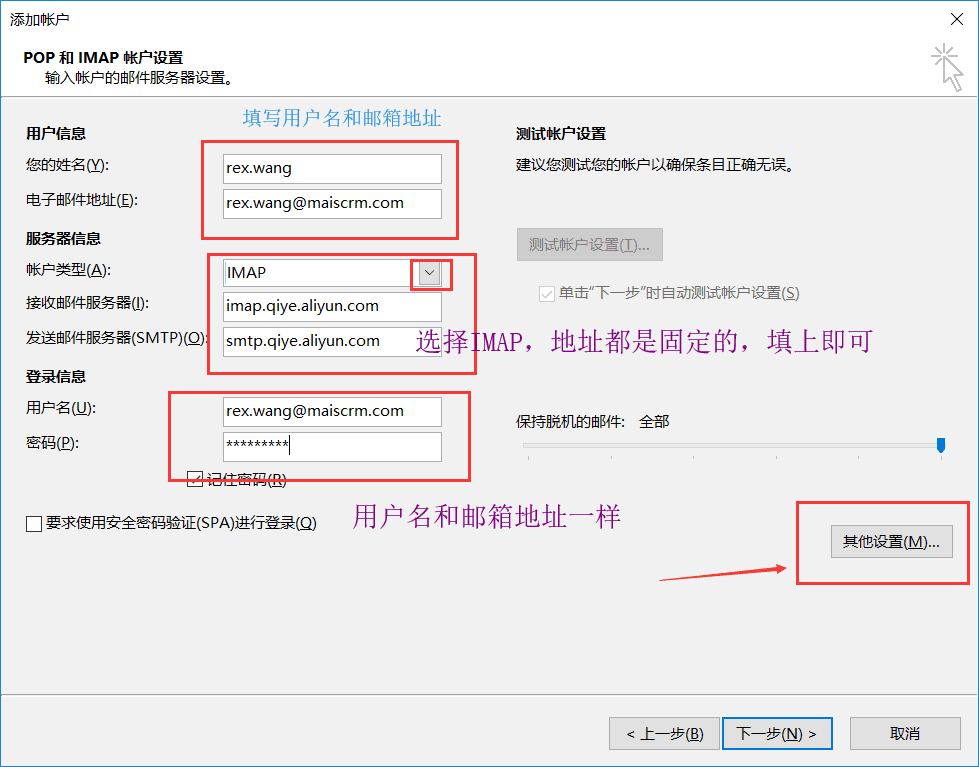 添加帐户
POP 和 IMAP 帐户设置
输入帐户的邮件服务器设置。
填写用户名和邮箱地址
用户信息
您的姓名(Y):
rex.wang
电子邮件地址(E):
rex.wang@maiscrm.com
服务器信息
帐户类型(A):
IMAP
接收邮件服务器(I):
imap.qiye.aliyun.com
发送邮件服务器(SMTP)(O):
smtp.qiye.aliyun.com
选择IMAP，地址都是固定的，填上即可
登录信息
用户名(U):
rex.wang@maiscrm.com
密码(P):
*********
记住密码(R)
要求使用安全密码验证(SPA)进行登录(Q)
用户名和邮箱地址一样
测试帐户设置
建议您测试您的帐户以确保条目正确无误。
测试帐户设置(T)...
单击“下一步”时自动测试帐户设置(S)
保持脱机的邮件: 全部
其他设置(M)...
< 上一步(B)
下一步(N) >
取消